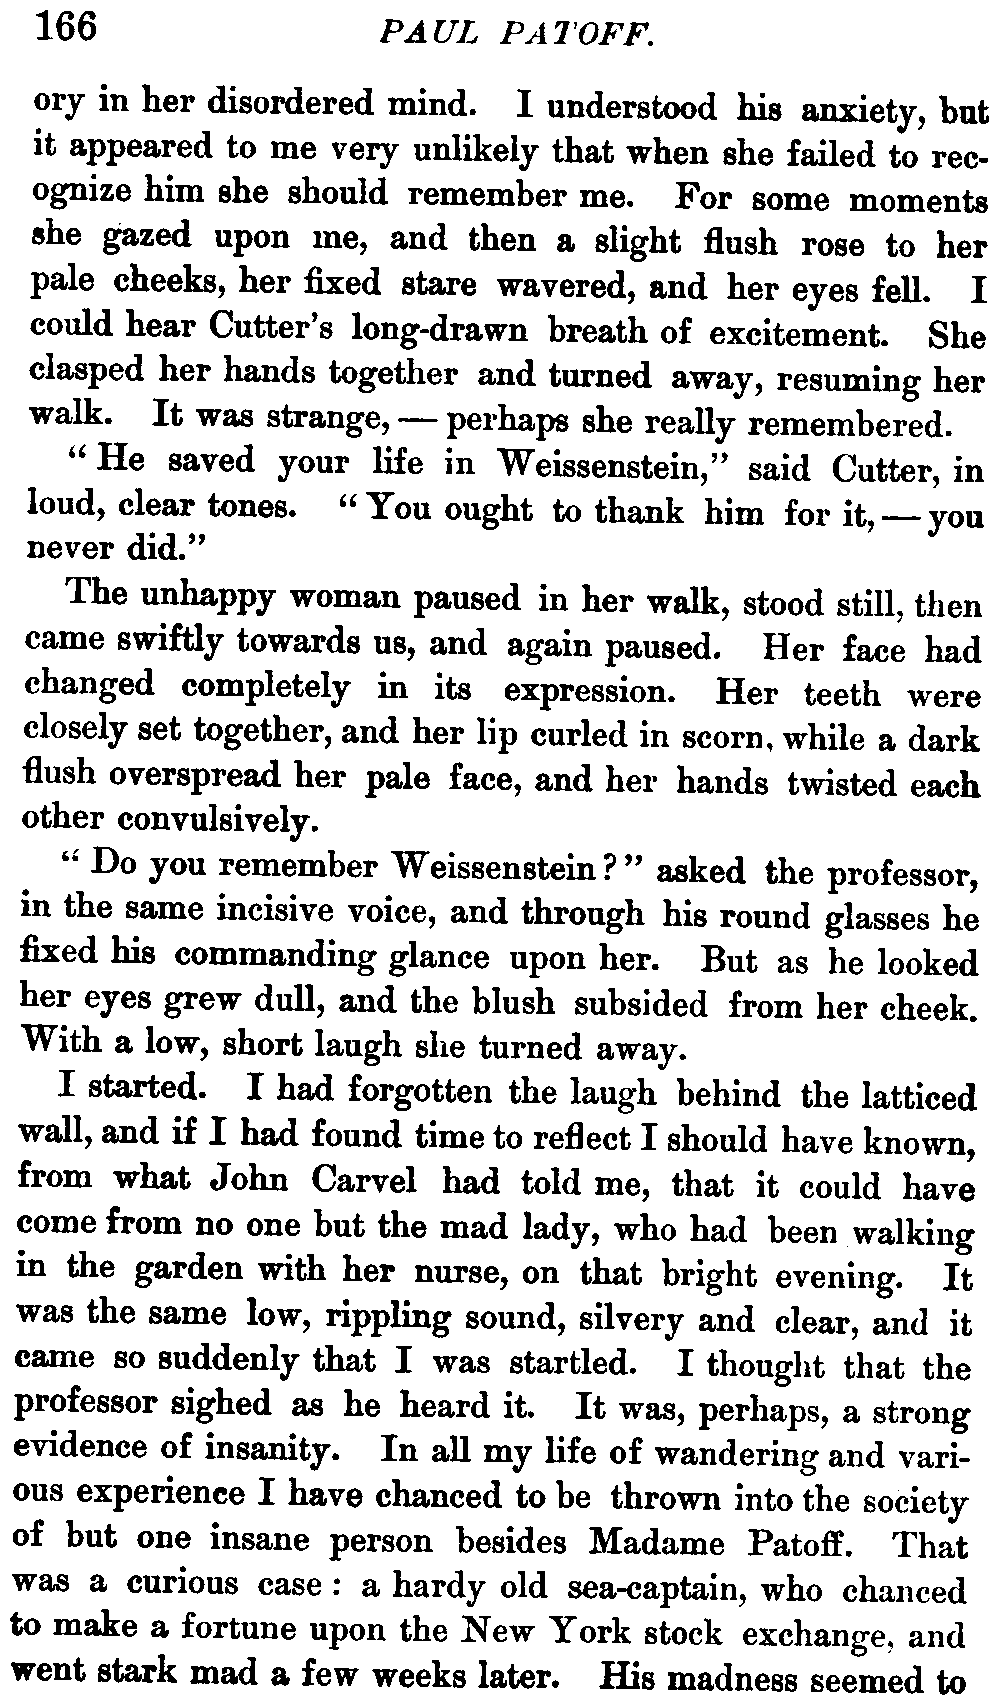 166 PAUL PATOFF.
ory in her disordered mind. I understood his anxiety, but
it appeared to me very unlikely that when she failed to rec-
ognize him she should remember me. For some moments
she gazed upon me, and then a slight flush rose to her
pale cheeks, her fixed stare wavered, and her eyes fell. I
could hear Cutter's long-drawn breath of excitement. She
clasped her hands together and turned away, resuming her
walk. It was strange, — perhaps she really remembered.
"He saved your life in Weissenstein," said Cutter, in
loud, clear tones. "You ought to thank him for it, — you
never did."
The unhappy woman paused in her walk, stood still, then
came swiftly towards us, and again paused. Her face had
changed completely in its expression. Her teeth were
closely set together, and her lip curled in scorn, while a dark
flush overspread her pale face, and her hands twisted each
other convulsively.
"Do you remember Weissenstein?" asked the professor,
in the same incisive voice, and through his round glasses he
fixed his commanding glance upon her. But as he looked
her eyes grew dull, and the blush subsided from her cheek.
With a low, short laugh she turned away.
I started. I had forgotten the laugh behind the latticed
wall, and if I had found time to reflect I should have known,
from what John Carvel had told me, that it could have
come from no one but the mad lady, who had been walking
in the garden with her nurse, on that bright evening. It
was the same low, rippling sound, silvery and clear, and it
came so suddenly that I was startled. I thought that the
professor sighed as he heard it. It was, perhaps, a strong
evidence of insanity. In all my life of wandering and vari-
ous experience I have chanced to be thrown into the society
of but one insane person besides Madame Patoff. That
was a curious case: a hardy old sea-captain, who chanced
to make a fortune upon the New York stock exchange, and
went stark mad a few weeks later. His madness seemed to